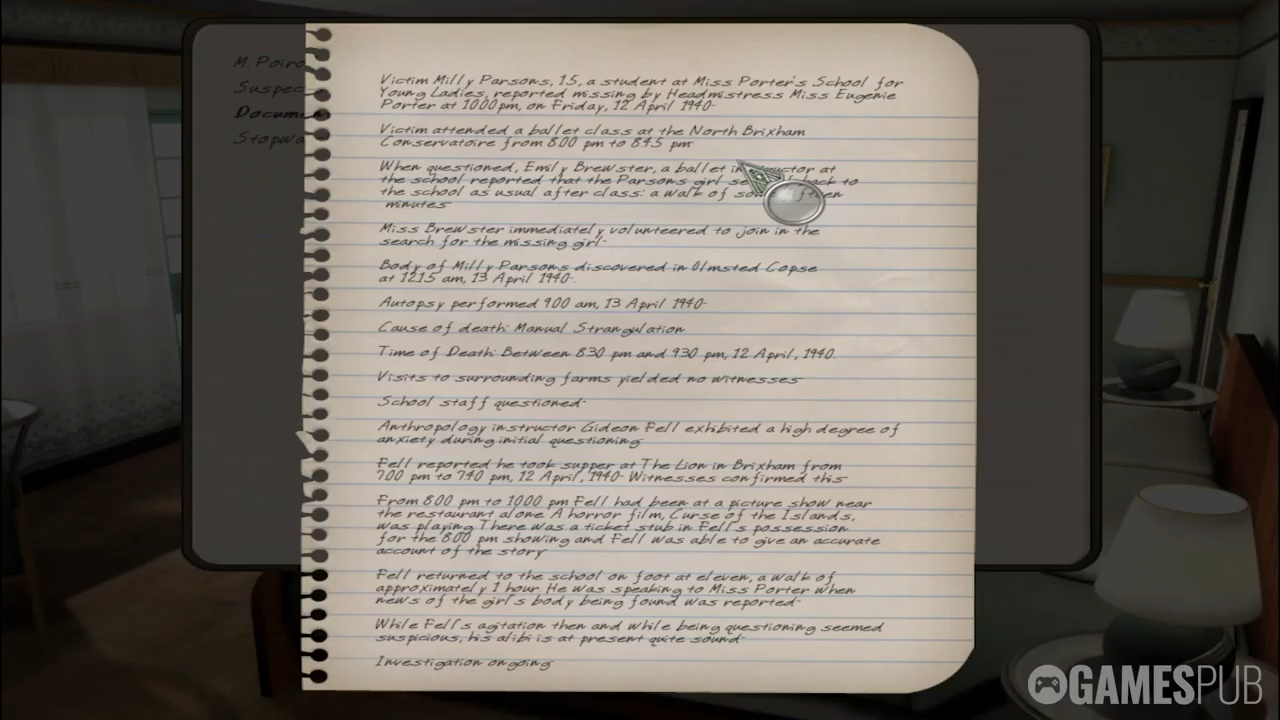 M. Poiro
Suspec
Docum
Stopwa
Victim Milly Parsons, 15, a student at Miss Porter's School for
Young Ladies, reported missing by Headmistress Miss Eugenie
Porter at 10:00pm, on Friday, 12 April 1940.
Victim attended a ballet class at the North Brixham
Conservatoire from 8:00 pm to 8:45 pm.
When questioned, Emily Brewster, a ballet in  ctor at
the school reported that the Parsons girl se  back to
the school as usual after class: a walk of so  
minutes.
Miss Brewster immediately volunteered to join in the
search for the missing girl.
Body of Milly Parsons discovered in Olmsted Copse
at 12:15 am, 13 April 1940.
Autopsy performed 9:00 am, 13 April 1940.
Cause of death: Manual Strangulation
Time of Death: Between 8:30 pm and 9:30 pm, 12 April, 1940.
Visits to surrounding farms yielded no witnesses.
School staff questioned.
Anthropology instructor Gideon Fell exhibited a high degree of
anxiety during initial questioning.
Fell reported he took supper at The Lion in Brixham from
7:00 pm to 7:40 pm, 12 April, 1940. Witnesses confirmed this.
From 8:00 pm to 10:00 pm Fell had been at a picture show near
the restaurant alone. A horror film, Curse of the Islands,
was playing. There was a ticket stub in Fell's possession
for the 8:00 pm showing and Fell was able to give an accurate
account of the story.
Fell returned to the school on foot at eleven, a walk of
approximately 1 hour. He was speaking to Miss Porter when
news of the girl's body being found was reported.
While Fell's agitation then and while being questioning seemed
suspicious, his alibi is at present quite sound.
Investigation ongoing.
GAMESPUB